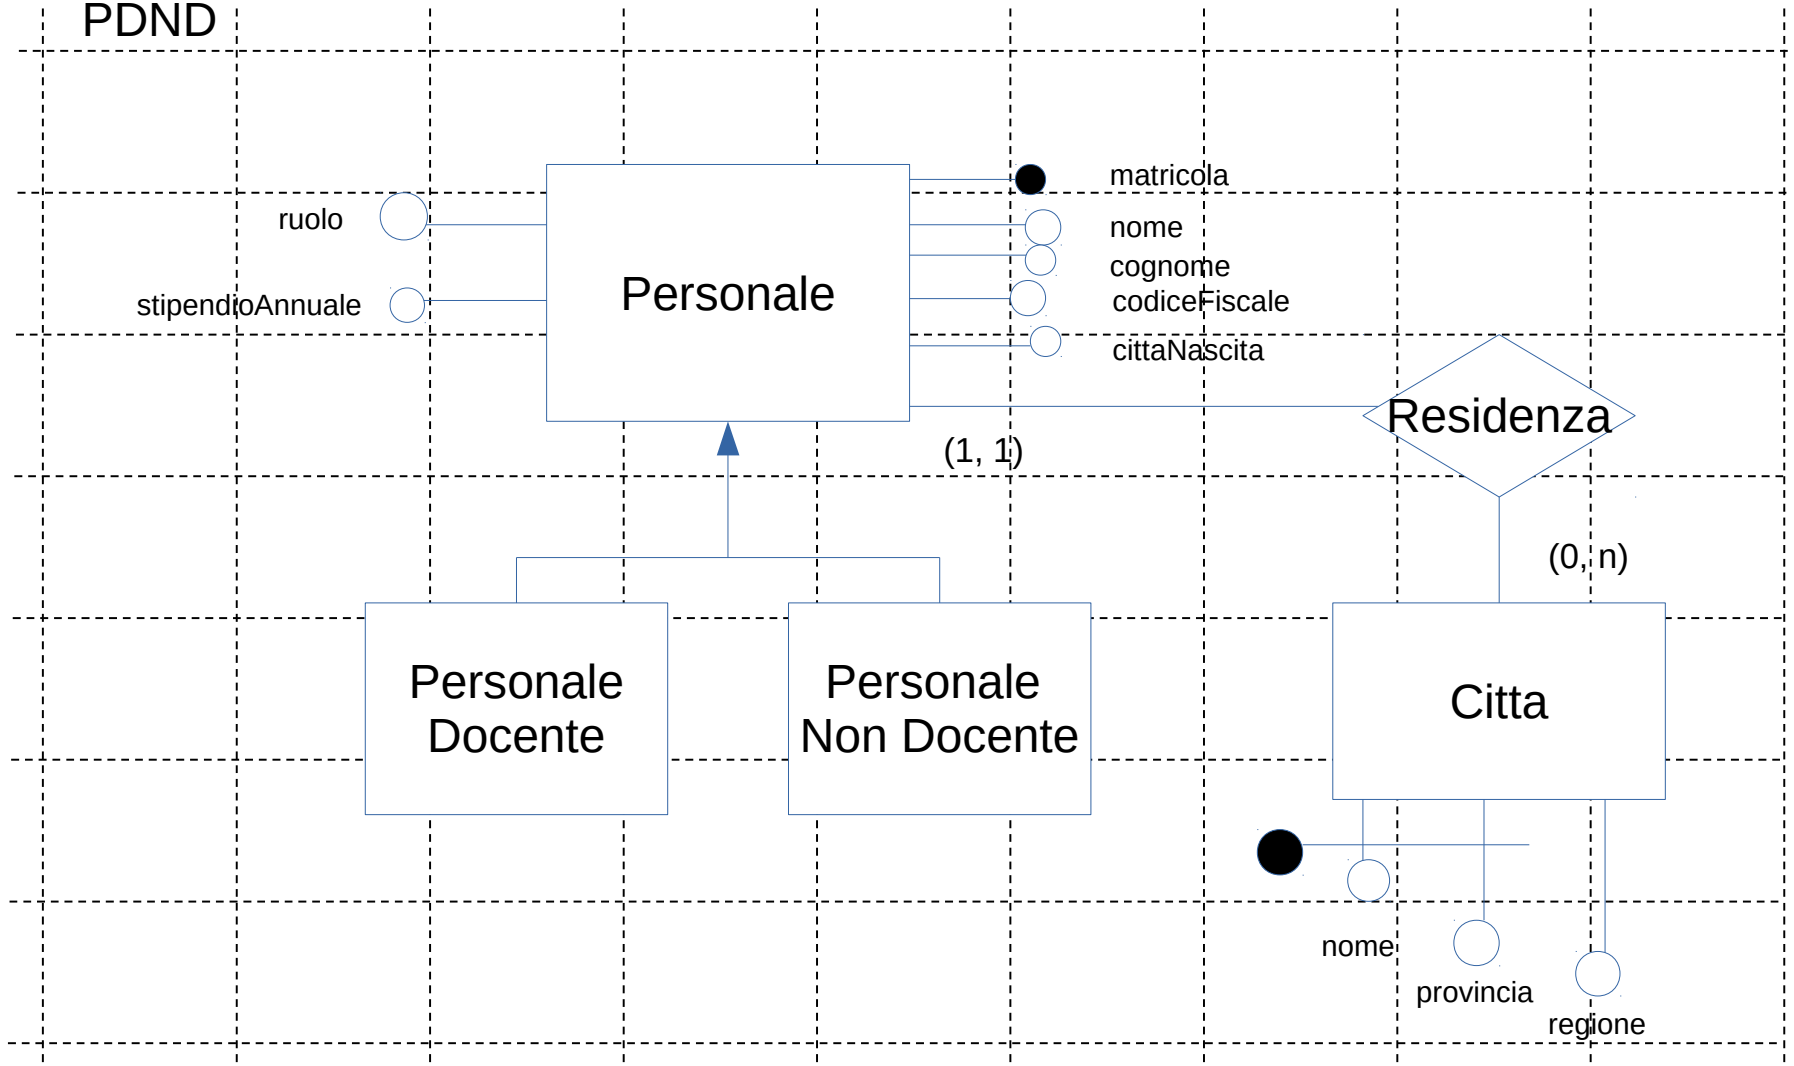 PDND
matricola
ruolo
nome
cognome
Personale
codiceFiscale
stipendioAnnuale
cittaNascita
Residenza
(1, 1)
(0, n)
Personale
Docente
Personale
Non Docente
Citta
nome
provincia
regione